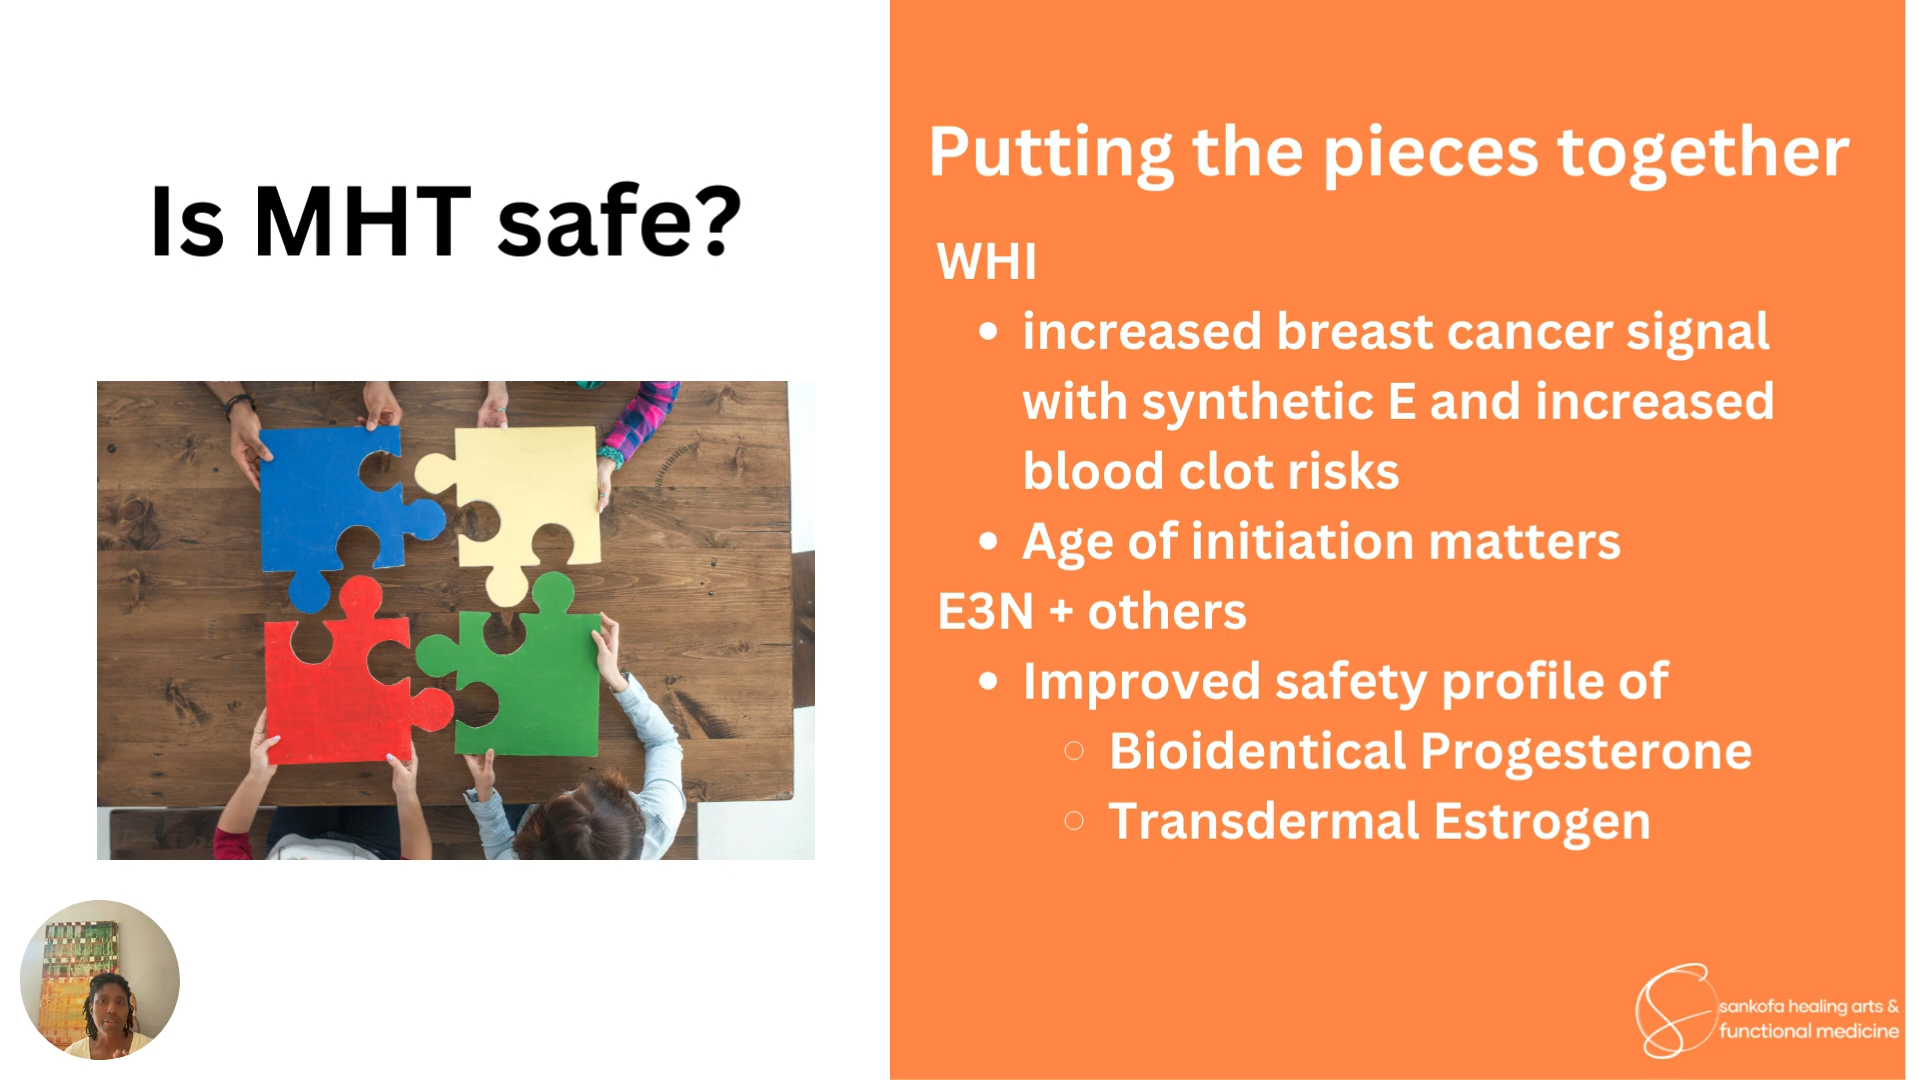 Is MHT safe?
Putting the pieces together
WHI
• increased breast cancer signal
with synthetic E and increased
blood clot risks
• Age of initiation matters
E3N + others
• Improved safety profile of
○ Bioidentical Progesterone
○ Transdermal Estrogen
sankofa healing arts &
functional medicine